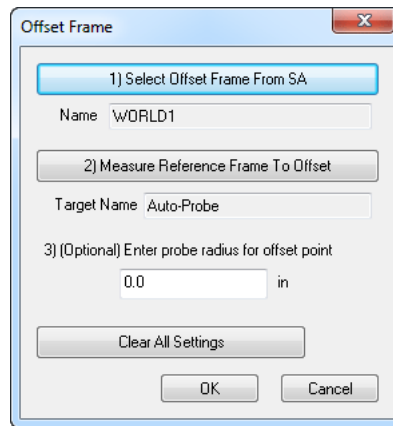 Offset Frame
1) Select Offset Frame From SA
Name WORLD1
2) Measure Reference Frame To Offset
Target Name Auto-Probe
3) (Optional) Enter probe radius for offset point
0.0 in
Clear All Settings
OK Cancel